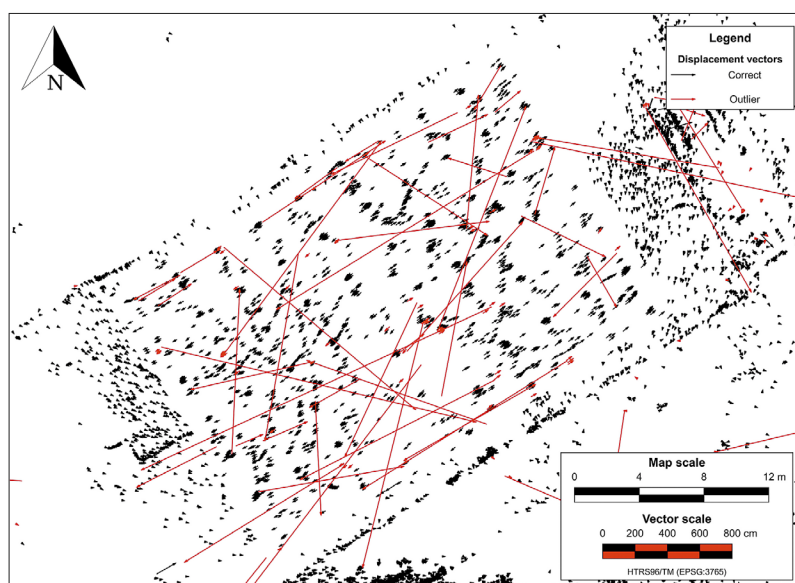 N
Legend
Displacement vectors
Correct
Outlier
Map scale
0 4 8 12 m
Vector scale
0 200 400 600 800 cm
HTRS96/TM (EPSG:3765)